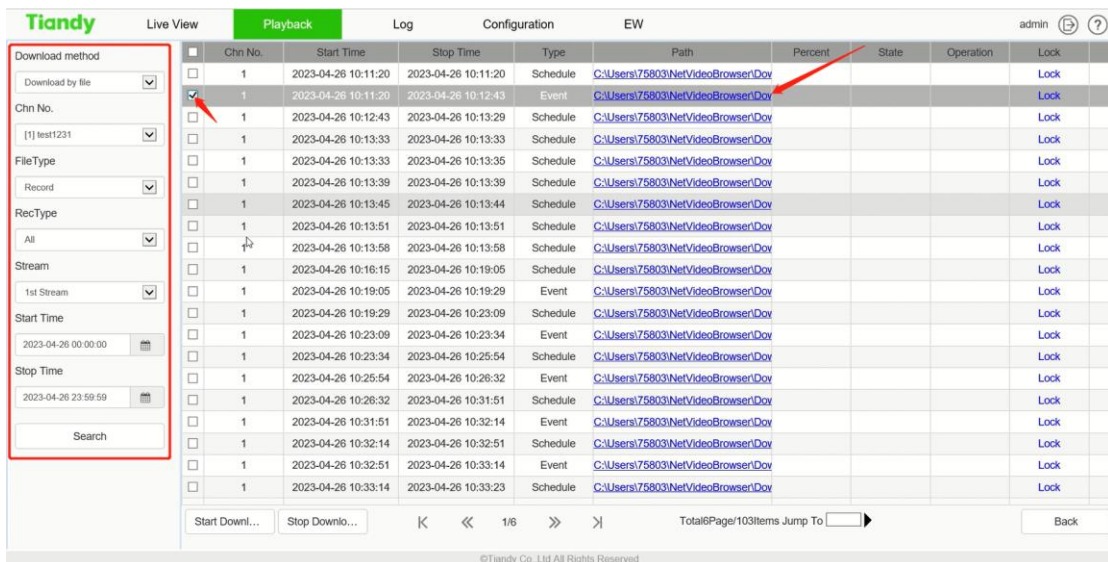 Tiandy Live View Playback Log Configuration EW admin
Download method
Download by file
Chn No.
[1] test1231
FileType
Record
RecType
All
Stream
1st Stream
Start Time
2023-04-26 00:00:00
Stop Time
2023-04-26 23:59:59
Search
Chn No. Start Time Stop Time Type Path Percent State Operation Lock
1 2023-04-26 10:11:20 2023-04-26 10:11:20 Schedule C:\Users\75803\NetVideoBrowser\Dov Lock
1 2023-04-26 10:11:20 2023-04-26 10:12:43 Event C:\Users\75803\NetVideoBrowser\Dov Lock
1 2023-04-26 10:12:43 2023-04-26 10:13:29 Schedule C:\Users\75803\NetVideoBrowser\Dov Lock
1 2023-04-26 10:13:33 2023-04-26 10:13:33 Schedule C:\Users\75803\NetVideoBrowser\Dov Lock
1 2023-04-26 10:13:33 2023-04-26 10:13:35 Schedule C:\Users\75803\NetVideoBrowser\Dov Lock
1 2023-04-26 10:13:39 2023-04-26 10:13:39 Schedule C:\Users\75803\NetVideoBrowser\Dov Lock
1 2023-04-26 10:13:45 2023-04-26 10:13:44 Schedule C:\Users\75803\NetVideoBrowser\Dov Lock
1 2023-04-26 10:13:51 2023-04-26 10:13:51 Schedule C:\Users\75803\NetVideoBrowser\Dov Lock
1 2023-04-26 10:13:58 2023-04-26 10:13:58 Schedule C:\Users\75803\NetVideoBrowser\Dov Lock
1 2023-04-26 10:16:15 2023-04-26 10:19:05 Schedule C:\Users\75803\NetVideoBrowser\Dov Lock
1 2023-04-26 10:19:05 2023-04-26 10:19:29 Event C:\Users\75803\NetVideoBrowser\Dov Lock
1 2023-04-26 10:19:29 2023-04-26 10:23:09 Schedule C:\Users\75803\NetVideoBrowser\Dov Lock
1 2023-04-26 10:23:09 2023-04-26 10:23:34 Event C:\Users\75803\NetVideoBrowser\Dov Lock
1 2023-04-26 10:23:34 2023-04-26 10:25:54 Schedule C:\Users\75803\NetVideoBrowser\Dov Lock
1 2023-04-26 10:25:54 2023-04-26 10:26:32 Event C:\Users\75803\NetVideoBrowser\Dov Lock
1 2023-04-26 10:26:32 2023-04-26 10:31:51 Schedule C:\Users\75803\NetVideoBrowser\Dov Lock
1 2023-04-26 10:31:51 2023-04-26 10:32:14 Event C:\Users\75803\NetVideoBrowser\Dov Lock
1 2023-04-26 10:32:14 2023-04-26 10:32:51 Schedule C:\Users\75803\NetVideoBrowser\Dov Lock
1 2023-04-26 10:32:51 2023-04-26 10:33:14 Event C:\Users\75803\NetVideoBrowser\Dov Lock
1 2023-04-26 10:33:14 2023-04-26 10:33:23 Schedule C:\Users\75803\NetVideoBrowser\Dov Lock
Start Downl... Stop Downlo... 1/6 Total6Page/103Items Jump To Back
©Tiandy Co., Ltd All Rights Reserved